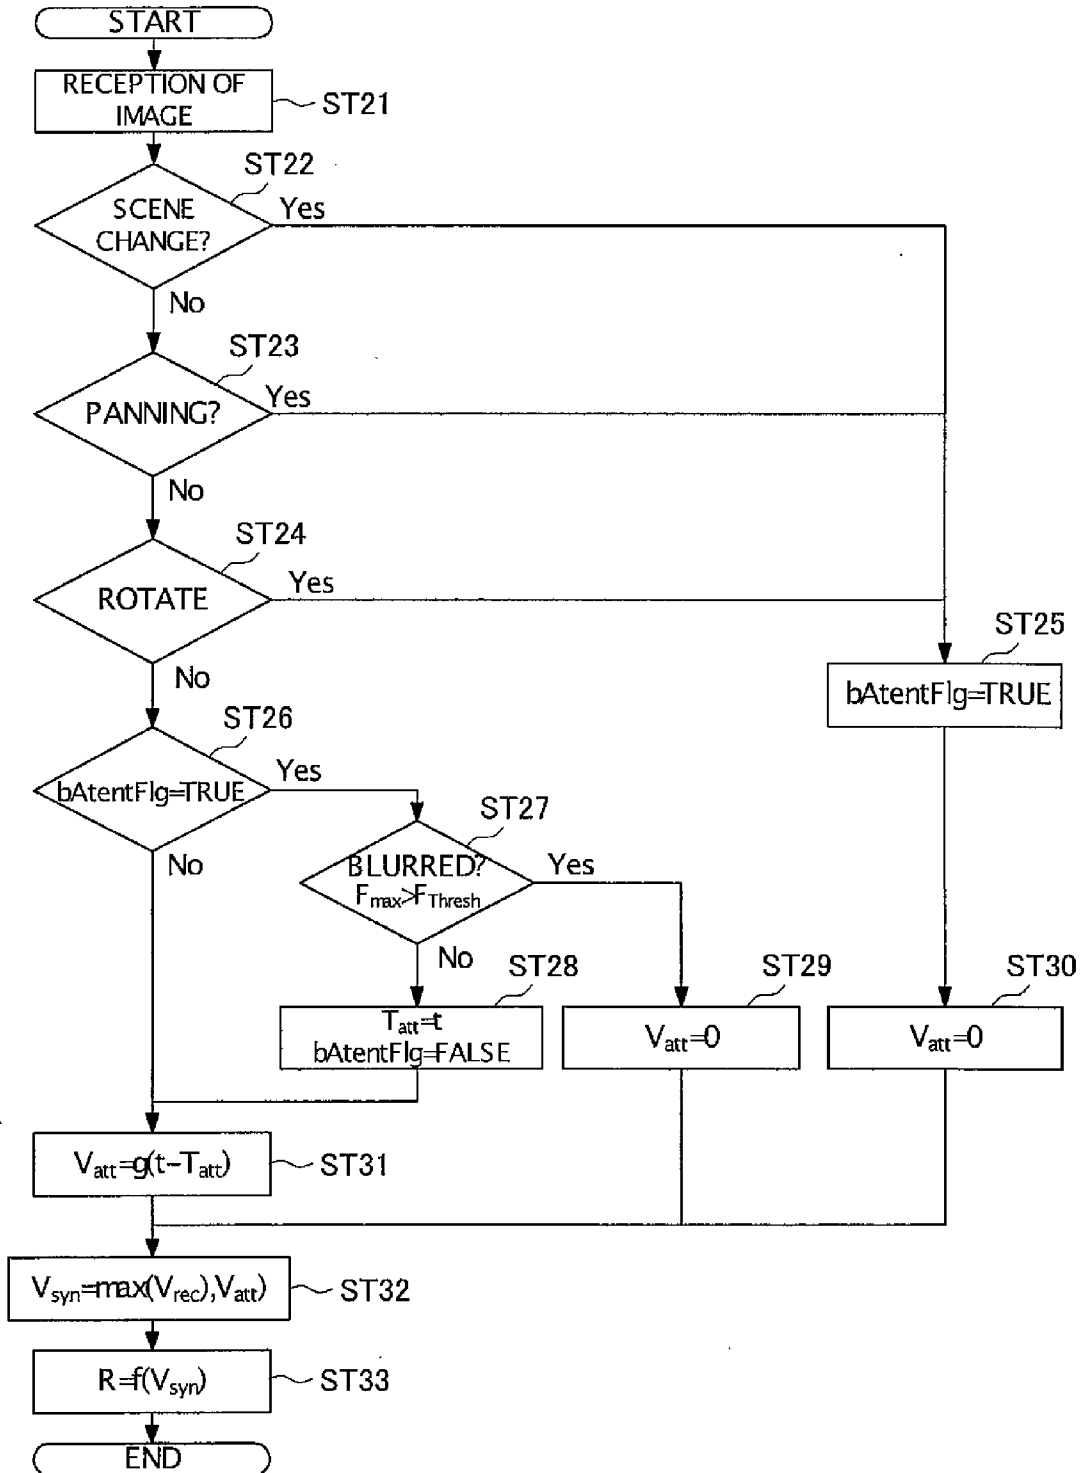 START
RECEPTION OF
IMAGE
ST21
ST22
SCENE
CHANGE?
Yes
No
ST23
PANNING?
Yes
No
ST24
ROTATE
Yes
No
ST25
bAtentFlg=TRUE
ST26
bAtentFlg=TRUE
Yes
No
ST27
BLURRED?
Fmax>FThresh
Yes
No
ST28
Tatt=t
bAtentFlg=FALSE
ST29
Vatt=0
ST30
Vatt=0
Vatt=g(t-Tatt)
ST31
Vsyn=max(Vrec),Vatt)
ST32
R=f(Vsyn)
ST33
END